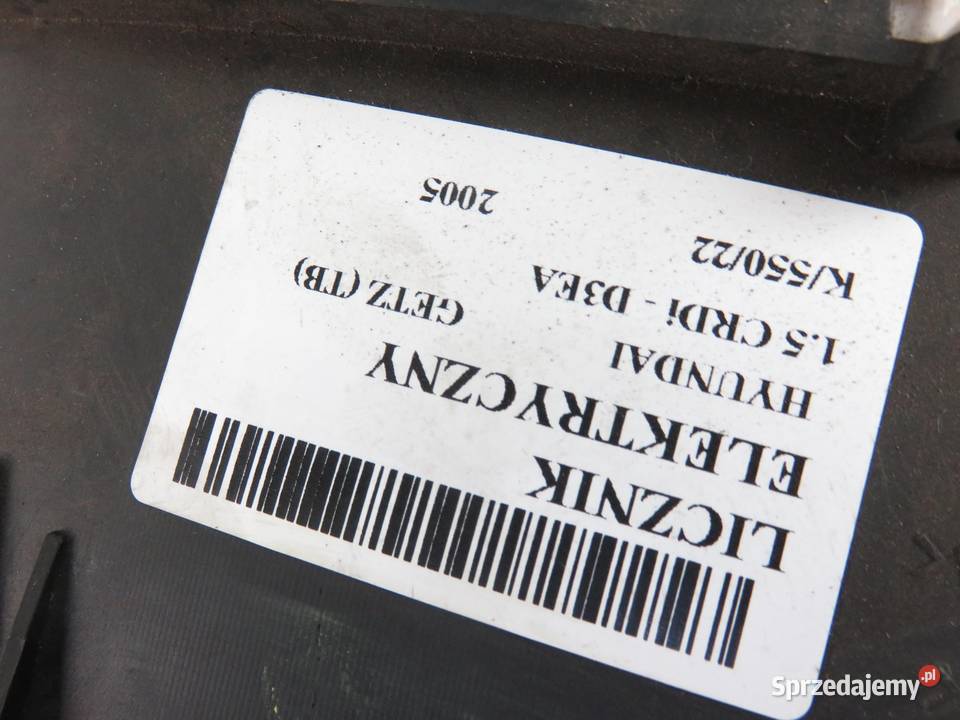 LICZNIK
ELEKTRYCZNY
HYUNDAI GETZ (TB)
1.5 CRDi - D3EA
K/550/22 2005
Sprzedajemy.pl